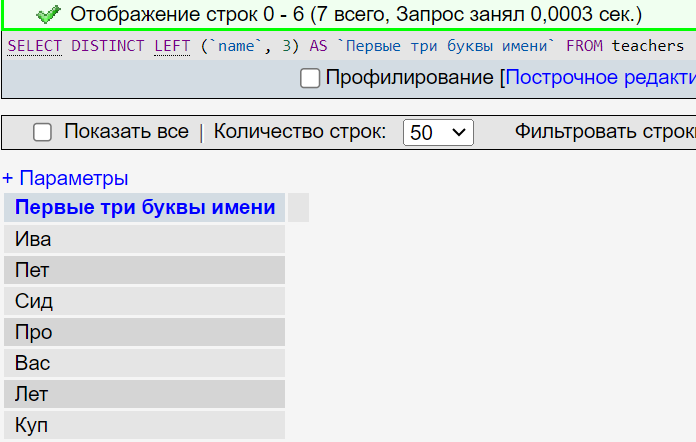 Отображение строк 0 - 6 (7 всего, Запрос занял 0,0003 сек.)
SELECT DISTINCT LEFT (`name`, 3) AS `Первые три буквы имени` FROM teachers
Профилирование [Построчное редакти
Показать все | Количество строк: 50 Фильтровать строки
+ Параметры
Первые три буквы имени
Ива
Пет
Сид
Про
Вас
Лет
Куп